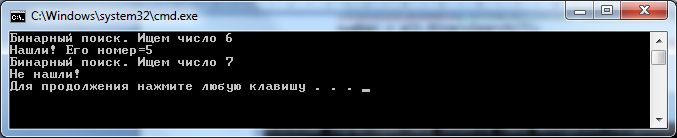 C:\Windows\system32\cmd.exe
Бинарный поиск. Ищем число 6
Нашли! Его номер=5
Бинарный поиск. Ищем число 7
Не нашли!
Для продолжения нажмите любую клавишу . . . _